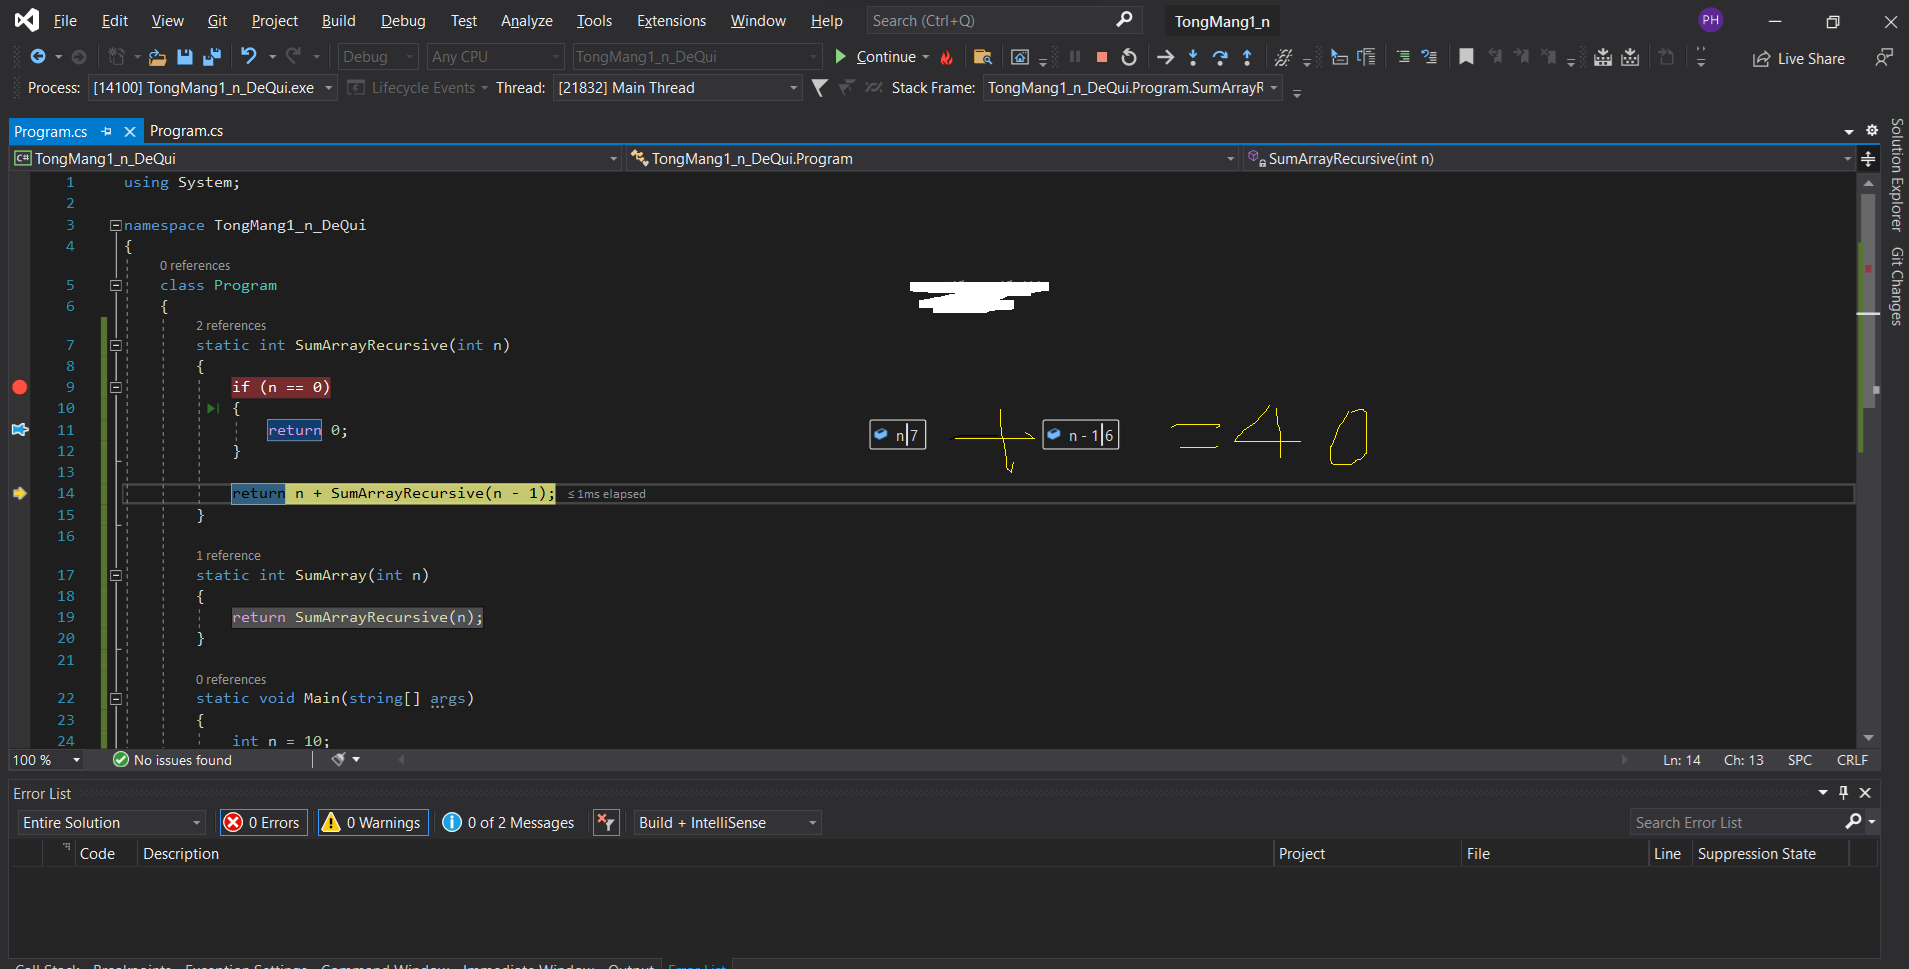 File Edit View Git Project Build Debug Test Analyze Tools Extensions Window Help Search (Ctrl+Q) TongMang1_n PH
Debug Any CPU TongMang1_n_DeQui Continue Live Share
Process: [14100] TongMang1_n_DeQui.exe Lifecycle Events Thread: [21832] Main Thread Stack Frame: TongMang1_n_DeQui.Program.SumArrayR
Program.cs Program.cs
C# TongMang1_n_DeQui TongMang1_n_DeQui.Program SumArrayRecursive(int n)
Solution Explorer
Git Changes
1 using System;
2
3 namespace TongMang1_n_DeQui
4 {
0 references
5 class Program
6 {
2 references
7 static int SumArrayRecursive(int n)
8 {
9 if (n == 0)
10 {
11 return 0;
12 }
n 7 + n - 1 6 = 40
13
14 return n + SumArrayRecursive(n - 1); ≤ 1ms elapsed
15 }
16
1 reference
17 static int SumArray(int n)
18 {
19 return SumArrayRecursive(n);
20 }
21
0 references
22 static void Main(string[] args)
23 {
24 int n = 10;
100 % No issues found Ln: 14 Ch: 13 SPC CRLF
Error List
Entire Solution 0 Errors 0 Warnings 0 of 2 Messages Build + IntelliSense Search Error List
Code Description Project File Line Suppression State
Call Stack Breakpoints Exception Settings Command Window Immediate Window Output Error List